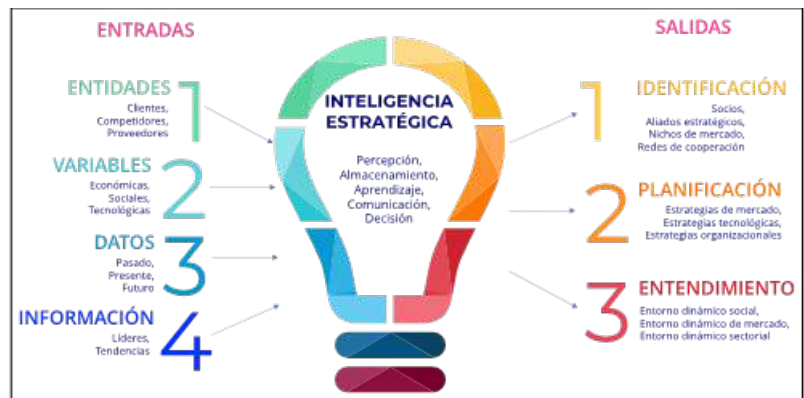 ENTRADAS
ENTIDADES
1
Clientes,
Competidores,
Proveedores
VARIABLES
2
Económicas,
Sociales,
Tecnológicas
DATOS
3
Pasado,
Presente,
Futuro
INFORMACIÓN
4
Líderes,
Tendencias
INTELIGENCIA
ESTRATÉGICA
Percepción,
Almacenamiento,
Aprendizaje,
Comunicación,
Decisión
SALIDAS
1
IDENTIFICACIÓN
Socios,
Aliados estratégicos,
Nichos de mercado,
Redes de cooperación
2
PLANIFICACIÓN
Estrategias de mercado,
Estrategias tecnológicas,
Estrategias organizacionales
3
ENTENDIMIENTO
Entorno dinámico social,
Entorno dinámico de mercado,
Entorno dinámico sectorial